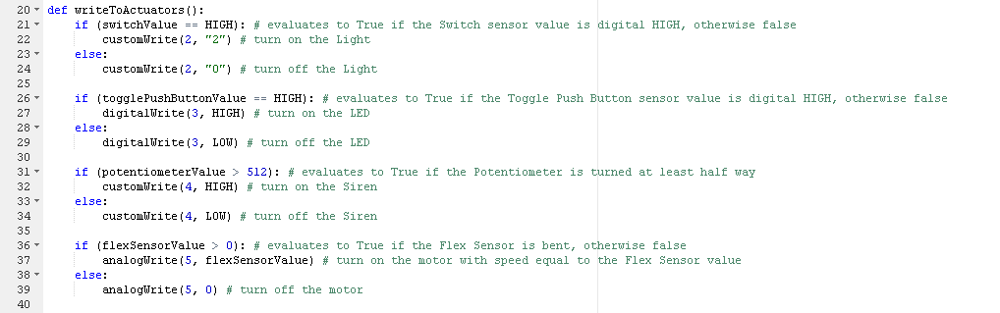 20 def writeToActuators():
21     if (switchValue == HIGH): # evaluates to True if the Switch sensor value is digital HIGH, otherwise false
22         customWrite(2, "2") # turn on the Light
23     else:
24         customWrite(2, "0") # turn off the Light
25
26     if (togglePushButtonValue == HIGH): # evaluates to True if the Toggle Push Button sensor value is digital HIGH, otherwise false
27         digitalWrite(3, HIGH) # turn on the LED
28     else:
29         digitalWrite(3, LOW) # turn off the LED
30
31     if (potentiometerValue > 512): # evaluates to True if the Potentiometer is turned at least half way
32         customWrite(4, HIGH) # turn on the Siren
33     else:
34         customWrite(4, LOW) # turn off the Siren
35
36     if (flexSensorValue > 0): # evaluates to True if the Flex Sensor is bent, otherwise false
37         analogWrite(5, flexSensorValue) # turn on the motor with speed equal to the Flex Sensor value
38     else:
39         analogWrite(5, 0) # turn off the motor
40